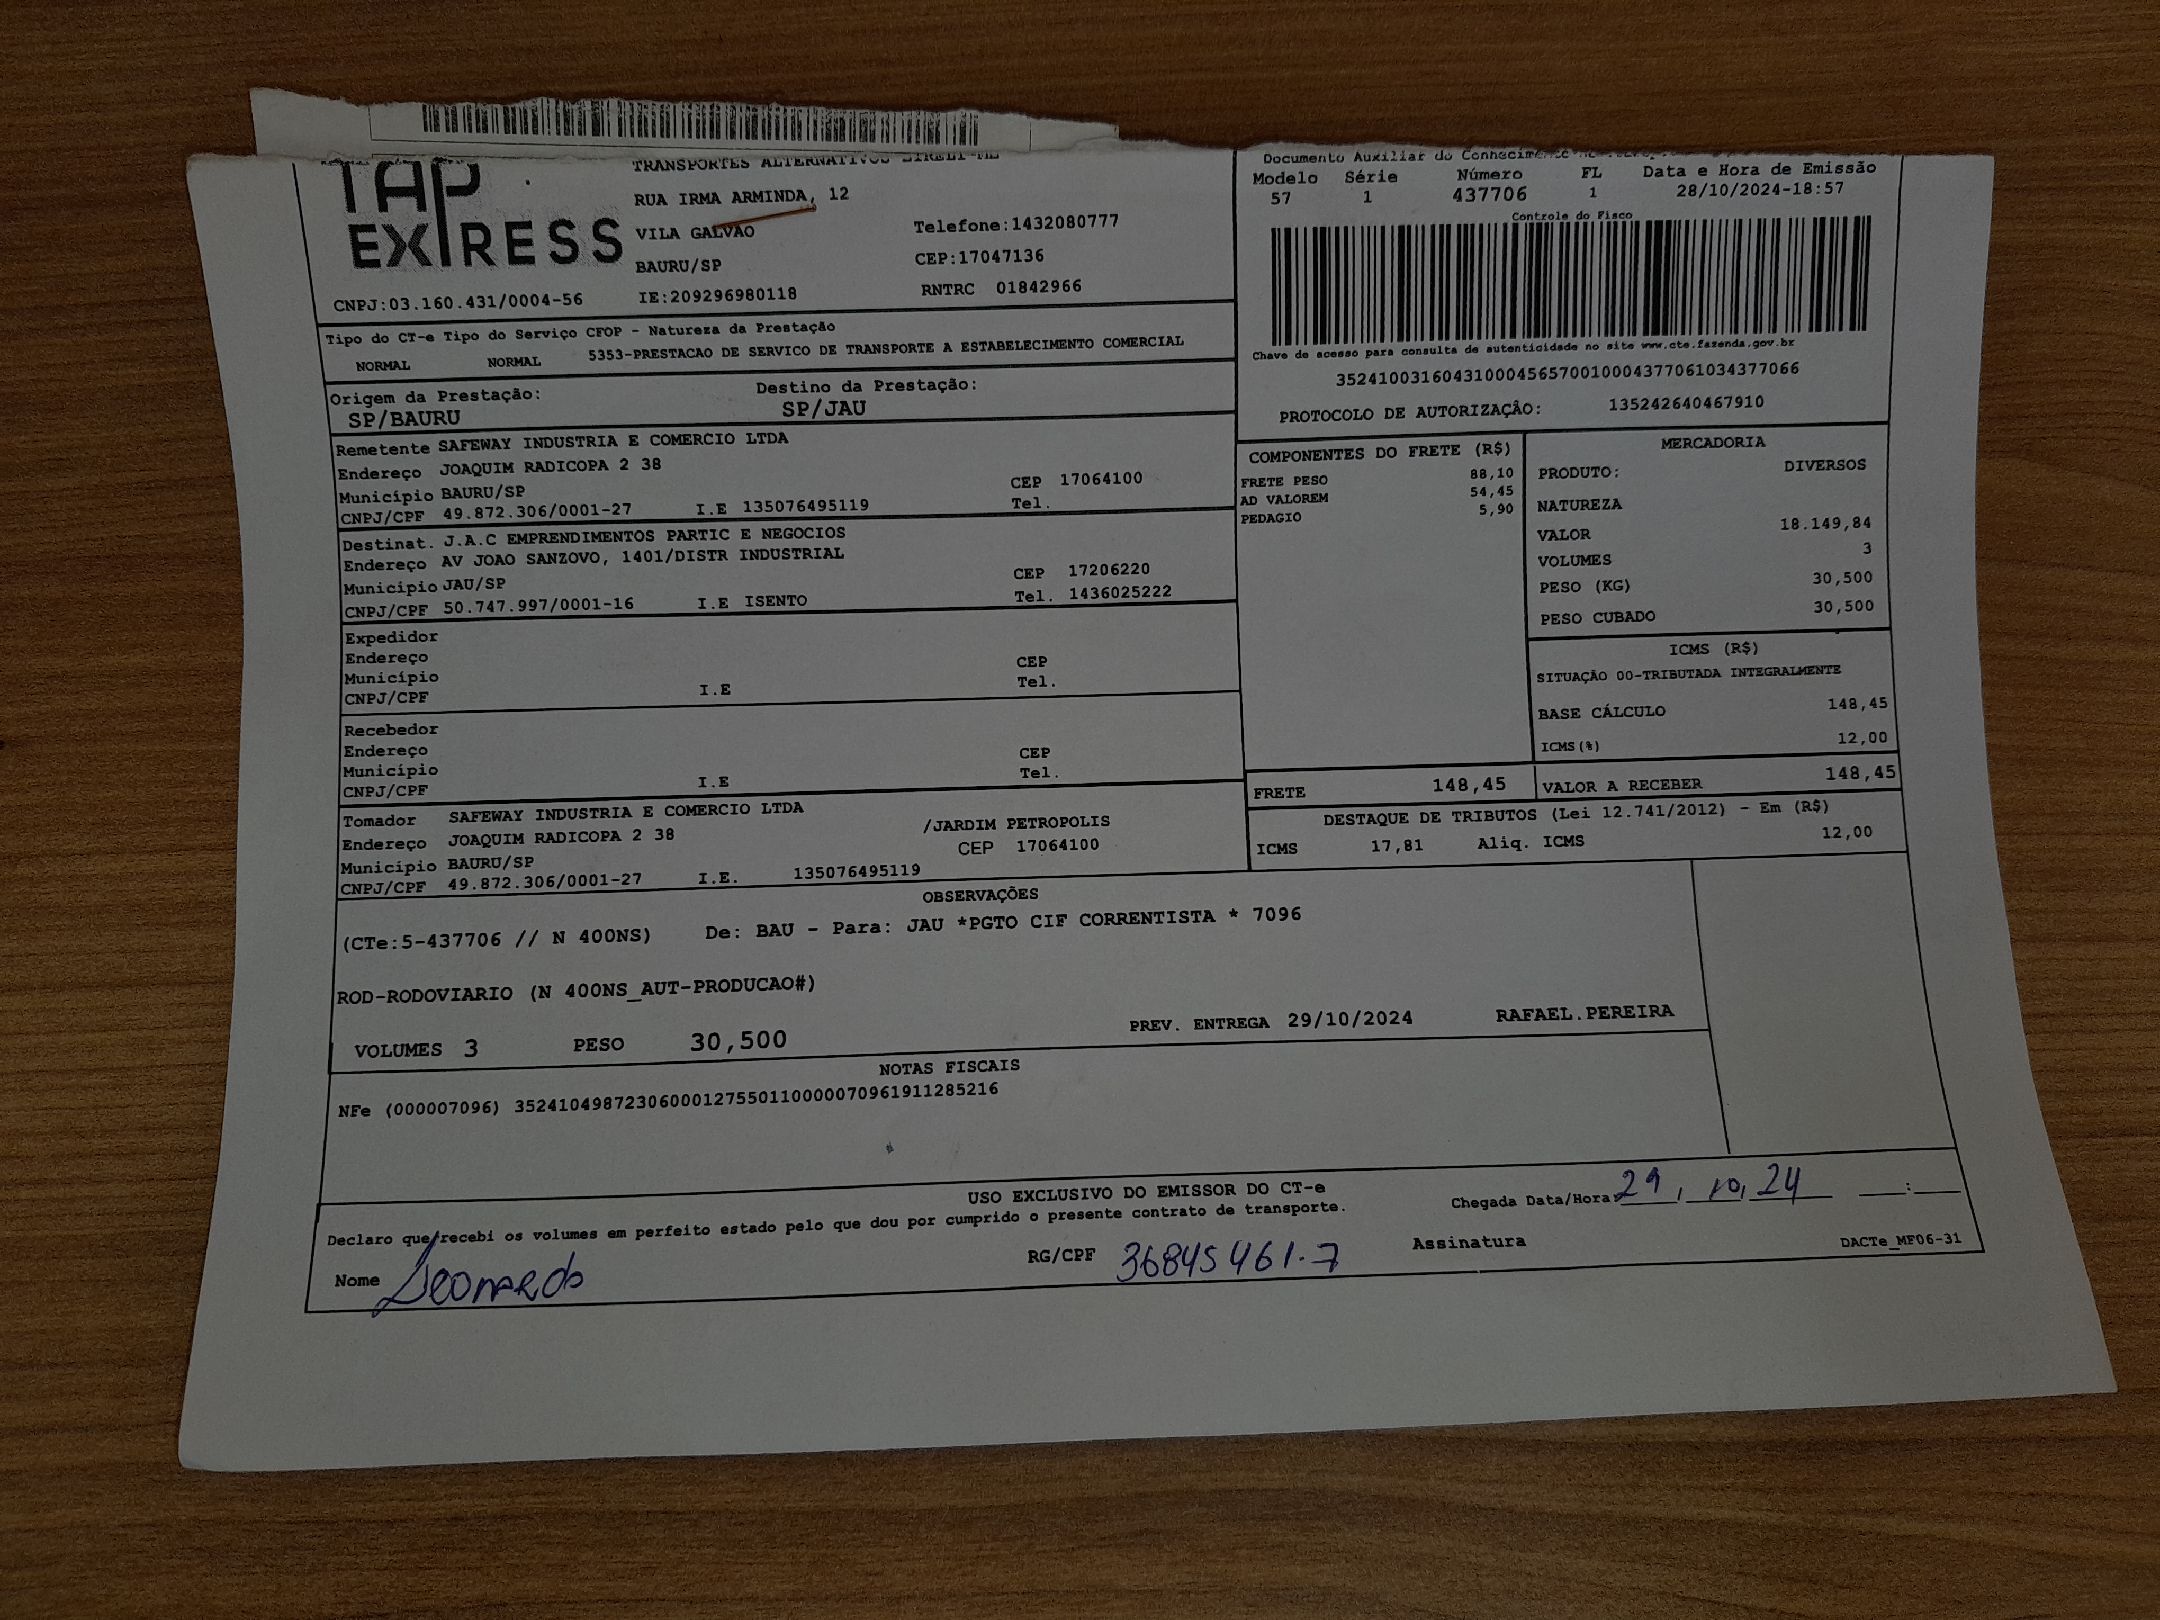 TAP
EXPRESS
TRANSPORTES ALTERNATIVOS EIRELI-ME
RUA IRMA ARMINDA, 12
VILA GALVAO
Telefone:1432080777
BAURU/SP
CEP:17047136
CNPJ:03.160.431/0004-56
IE:209296980118
RNTRC 01842966
Documento Auxiliar do Conhecimento
Modelo Série Número FL Data e Hora de Emissão
57 1 437706 1 28/10/2024-18:57
Controle do Fisco
Chave de acesso para consulta de autenticidade no site www.cte.fazenda.gov.br
35241003160431000456570010004377061034377066
PROTOCOLO DE AUTORIZAÇÃO: 135242640467910
Tipo do CT-e Tipo do Serviço CFOP - Natureza da Prestação
NORMAL NORMAL 5353-PRESTACAO DE SERVICO DE TRANSPORTE A ESTABELECIMENTO COMERCIAL
Origem da Prestação: Destino da Prestação:
SP/BAURU SP/JAU
Remetente SAFEWAY INDUSTRIA E COMERCIO LTDA
Endereço JOAQUIM RADICOPA 2 38
Município BAURU/SP CEP 17064100
CNPJ/CPF 49.872.306/0001-27 I.E 135076495119 Tel.
Destinat. J.A.C EMPRENDIMENTOS PARTIC E NEGOCIOS
Endereço AV JOAO SANZOVO, 1401/DISTR INDUSTRIAL
Município JAU/SP CEP 17206220
CNPJ/CPF 50.747.997/0001-16 I.E ISENTO Tel. 1436025222
Expedidor
Endereço
Município CEP
CNPJ/CPF I.E Tel.
Recebedor
Endereço
Município CEP
CNPJ/CPF I.E Tel.
Tomador SAFEWAY INDUSTRIA E COMERCIO LTDA
Endereço JOAQUIM RADICOPA 2 38 /JARDIM PETROPOLIS
Município BAURU/SP CEP 17064100
CNPJ/CPF 49.872.306/0001-27 I.E. 135076495119
COMPONENTES DO FRETE (R$)
FRETE PESO 88,10
AD VALOREM 54,45
PEDAGIO 5,90
MERCADORIA
PRODUTO: DIVERSOS
NATUREZA
VALOR 18.149,84
VOLUMES 3
PESO (KG) 30,500
PESO CUBADO 30,500
ICMS (R$)
SITUAÇÃO 00-TRIBUTADA INTEGRALMENTE
BASE CÁLCULO 148,45
ICMS(%) 12,00
FRETE 148,45 VALOR A RECEBER 148,45
DESTAQUE DE TRIBUTOS (Lei 12.741/2012) - Em (R$)
ICMS 17,81 Aliq. ICMS 12,00
OBSERVAÇÕES
(CTe:5-437706 // N 400NS) De: BAU - Para: JAU *PGTO CIF CORRENTISTA * 7096
ROD-RODOVIARIO (N 400NS_AUT-PRODUCAO#)
VOLUMES 3 PESO 30,500 PREV. ENTREGA 29/10/2024 RAFAEL.PEREIRA
NOTAS FISCAIS
NFe (000007096) 35241049872306000127550110000070961911285216
USO EXCLUSIVO DO EMISSOR DO CT-e
Declaro que recebi os volumes em perfeito estado pelo que dou por cumprido o presente contrato de transporte.
Chegada Data/Hora: 29, 10, 24 :
Nome Leonardo RG/CPF 36845461-7 Assinatura
DACTe_MF06-31